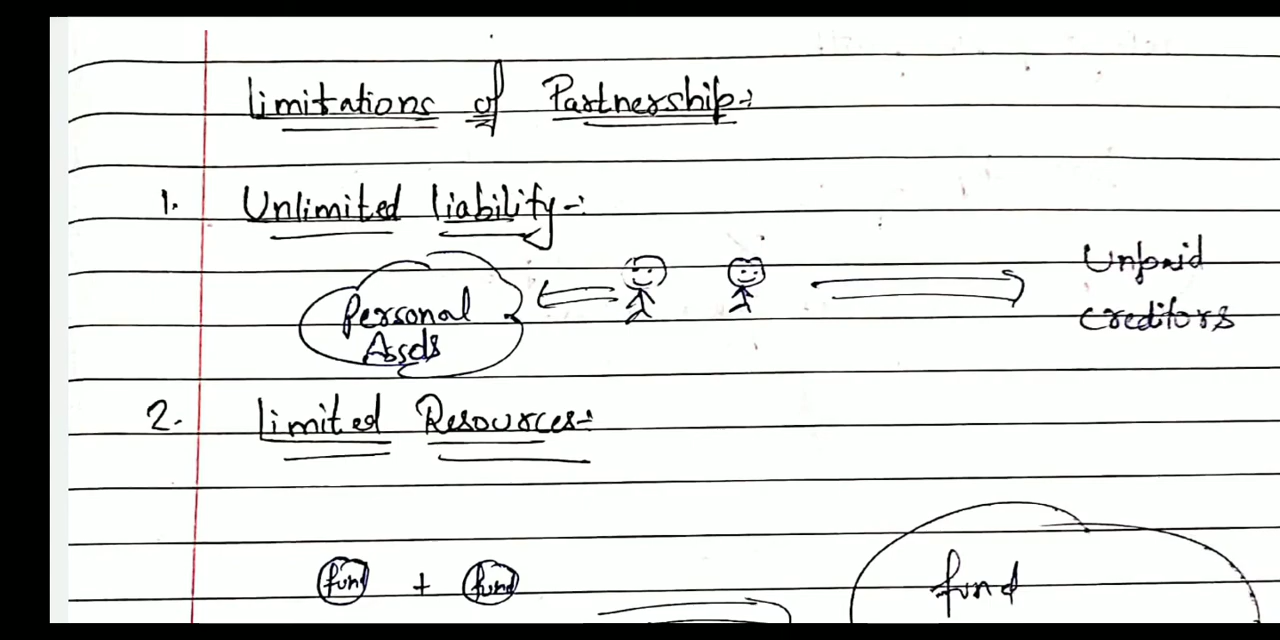 Limitations of Partnership:
1. Unlimited liability -:
Personal Assets
Unpaid creditors
2. Limited Resources -:
fund + fund
fund